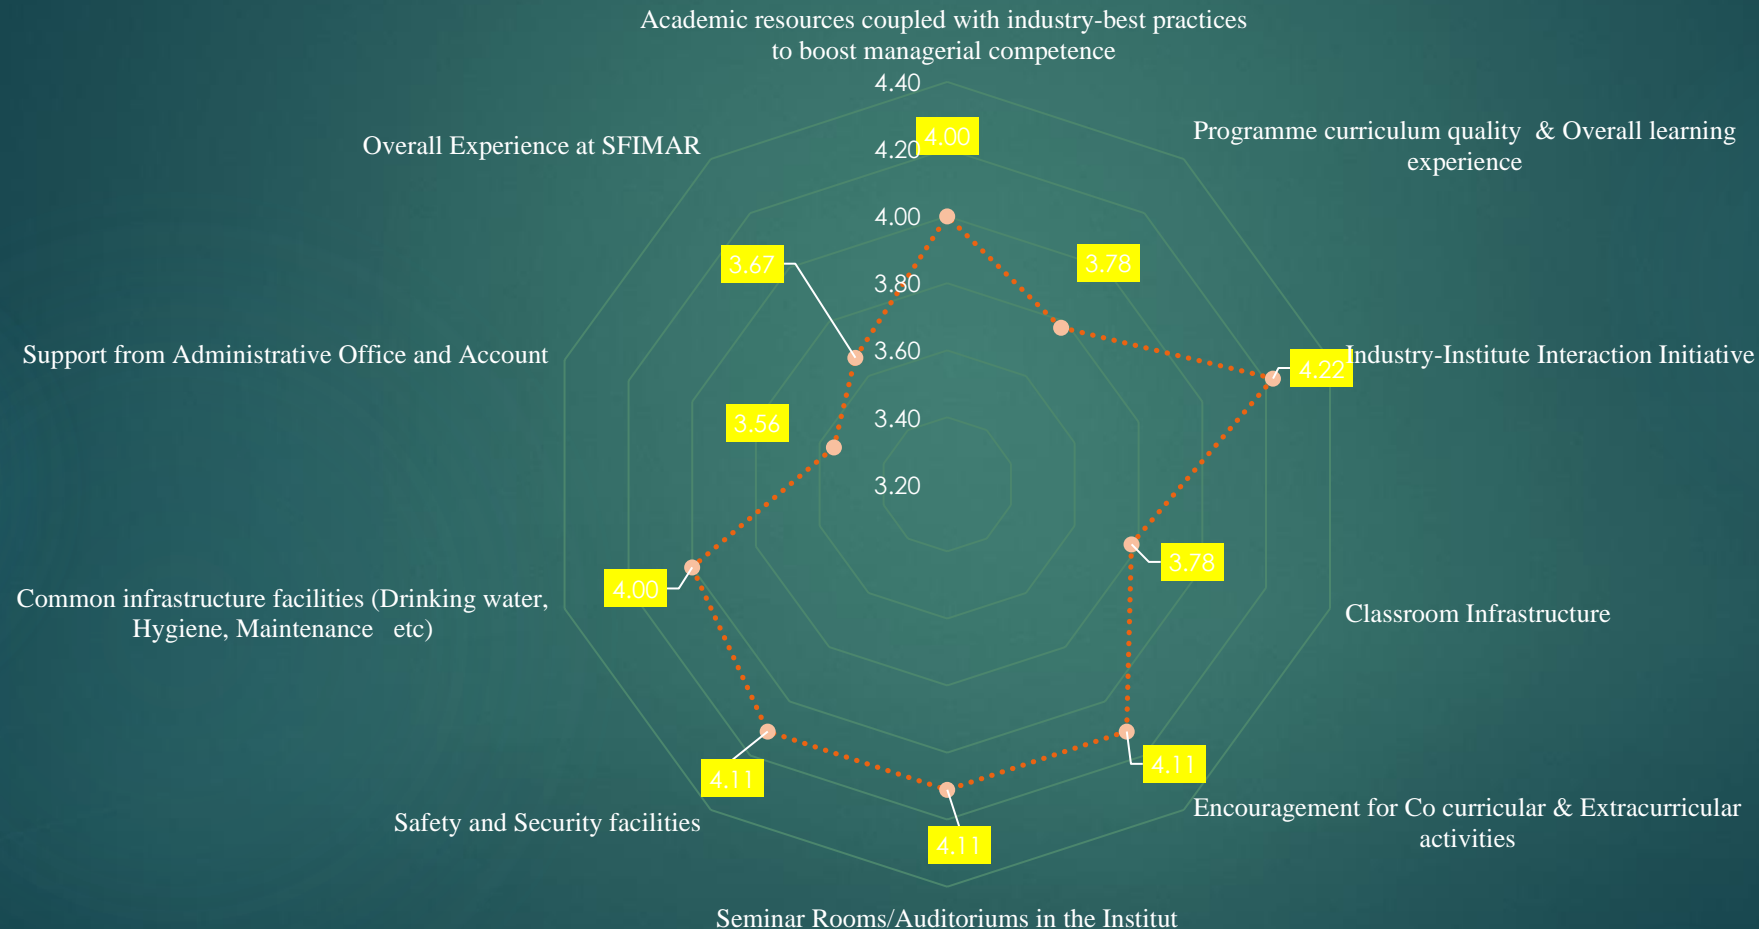 Academic resources coupled with industry-best practices
to boost managerial competence
4.40
4.00
Programme curriculum quality & Overall learning
experience
Overall Experience at SFIMAR
4.20
4.00
3.78
3.67
3.80
Support from Administrative Office and Account
3.60
4.22
Industry-Institute Interaction Initiative
3.56
3.40
3.20
3.78
4.00
Common infrastructure facilities (Drinking water,
Hygiene, Maintenance etc)
Classroom Infrastructure
4.11
4.11
Safety and Security facilities
Encouragement for Co curricular & Extracurricular
activities
4.11
Seminar Rooms/Auditoriums in the Institut